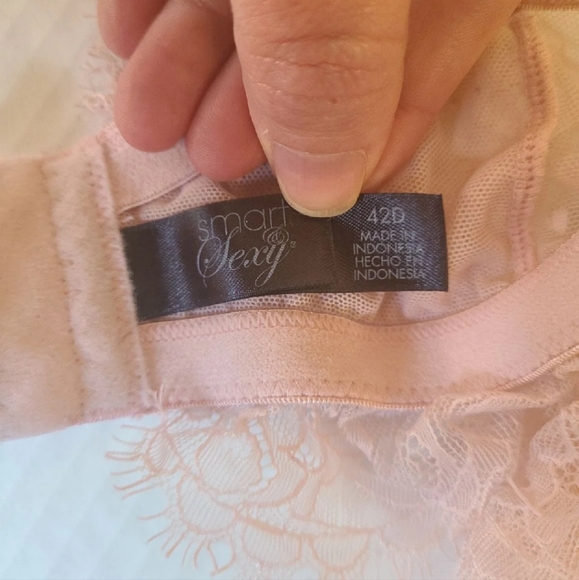 smart
& Sexy®
42D
MADE IN
INDONESIA
HECHO EN
INDONESIA